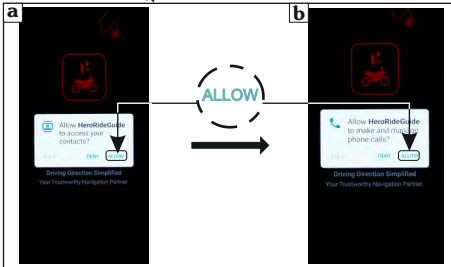 a
Allow HeroRideGuide
to access your
contacts?
DENY ALLOW
Driving Direction Simplified
Your Trustworthy Navigation Partner
ALLOW
b
Allow HeroRideGuide
to make and manage
phone calls?
DENY ALLOW
Driving Direction Simplified
Your Trustworthy Navigation Partner